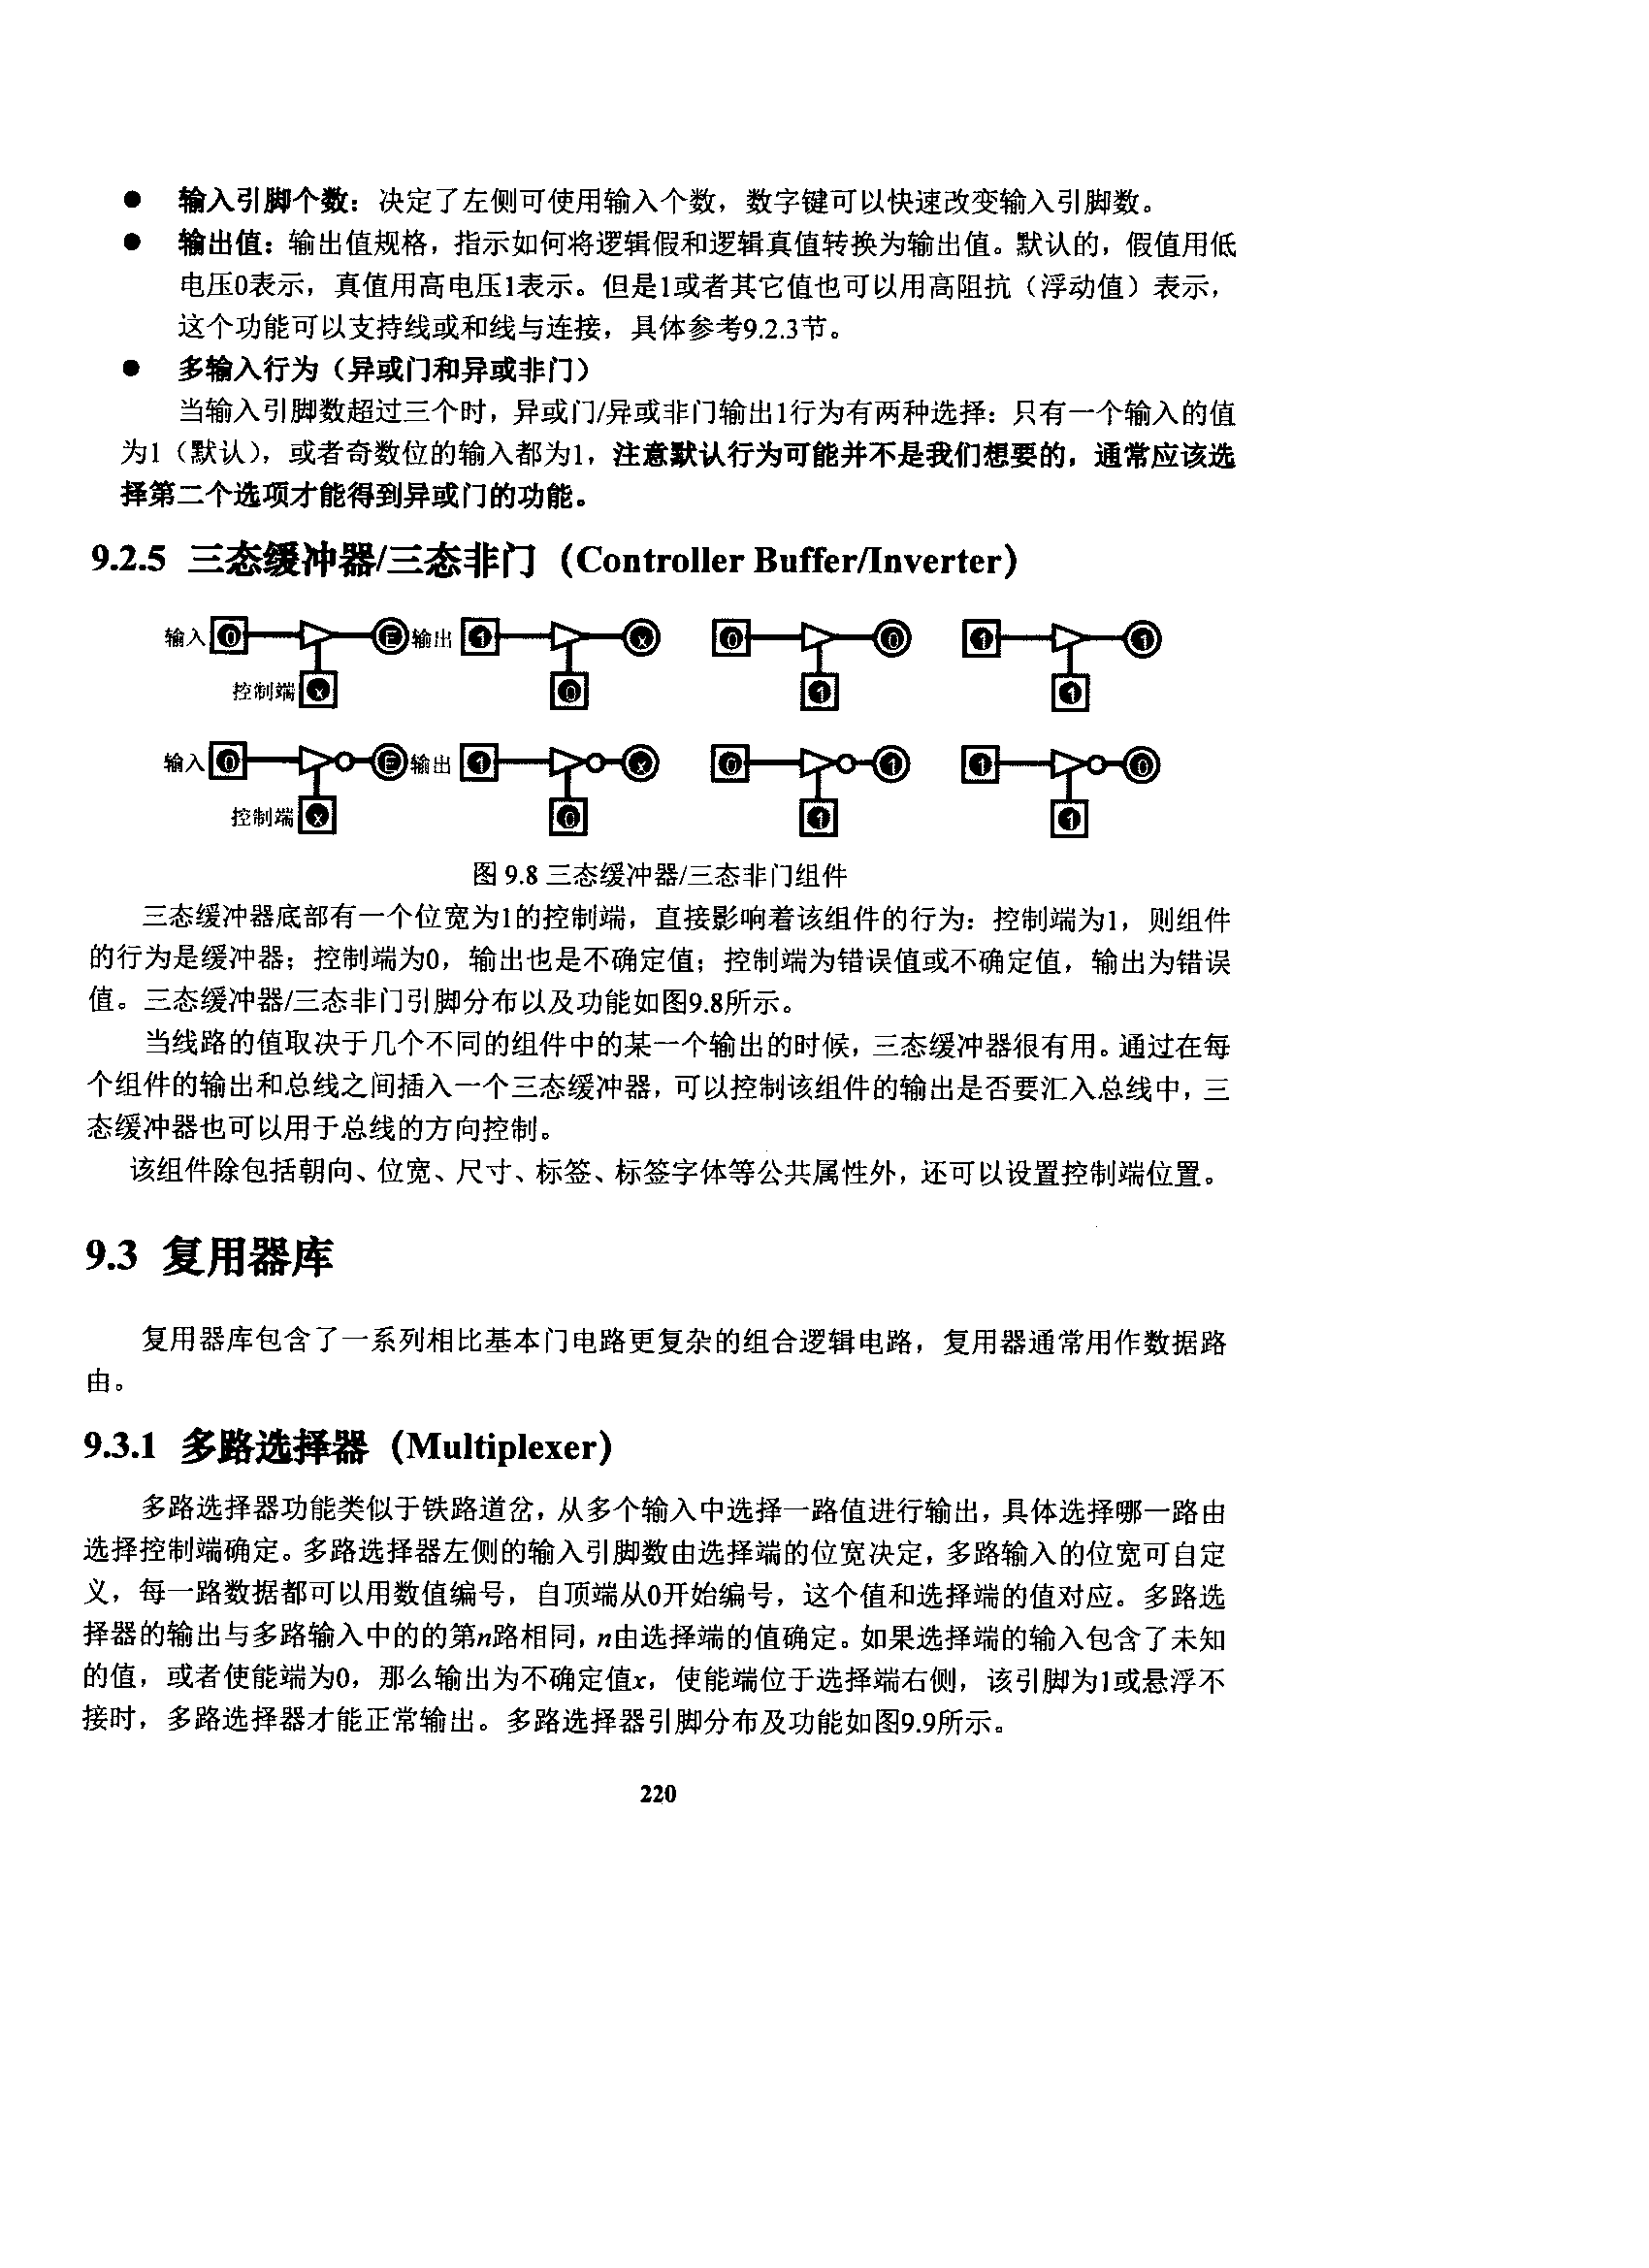 ● 输入引脚个数：决定了左侧可使用输入个数，数字键可以快速改变输入引脚数。
● 输出值：输出值规格，指示如何将逻辑假和逻辑真值转换为输出值。默认的，假值用低
电压0表示，真值用高电压1表示。但是1或者其它值也可以用高阻抗（浮动值）表示，
这个功能可以支持线或和线与连接，具体参考9.2.3节。
● 多输入行为（异或门和异或非门）
当输入引脚数超过三个时，异或门/异或非门输出1行为有两种选择：只有一个输入的值
为1（默认），或者奇数位的输入都为1，注意默认行为可能并不是我们想要的，通常应该选
择第二个选项才能得到异或门的功能。
9.2.5 三态缓冲器/三态非门（Controller Buffer/Inverter）
输入 0 E 输出 1 x 0 0 1 1
控制端 x 0 1 1
输入 0 E 输出 1 x 0 1 1 0
控制端 x 0 1 1
图 9.8 三态缓冲器/三态非门组件
三态缓冲器底部有一个位宽为1的控制端，直接影响着该组件的行为：控制端为1，则组件
的行为是缓冲器；控制端为0，输出也是不确定值；控制端为错误值或不确定值，输出为错误
值。三态缓冲器/三态非门引脚分布以及功能如图9.8所示。
当线路的值取决于几个不同的组件中的某一个输出的时候，三态缓冲器很有用。通过在每
个组件的输出和总线之间插入一个三态缓冲器，可以控制该组件的输出是否要汇入总线中，三
态缓冲器也可以用于总线的方向控制。
该组件除包括朝向、位宽、尺寸、标签、标签字体等公共属性外，还可以设置控制端位置。
9.3 复用器库
复用器库包含了一系列相比基本门电路更复杂的组合逻辑电路，复用器通常用作数据路
由。
9.3.1 多路选择器（Multiplexer）
多路选择器功能类似于铁路道岔，从多个输入中选择一路值进行输出，具体选择哪一路由
选择控制端确定。多路选择器左侧的输入引脚数由选择端的位宽决定，多路输入的位宽可自定
义，每一路数据都可以用数值编号，自顶端从0开始编号，这个值和选择端的值对应。多路选
择器的输出与多路输入中的的第n路相同，n由选择端的值确定。如果选择端的输入包含了未知
的值，或者使能端为0，那么输出为不确定值x，使能端位于选择端右侧，该引脚为1或悬浮不
接时，多路选择器才能正常输出。多路选择器引脚分布及功能如图9.9所示。
220